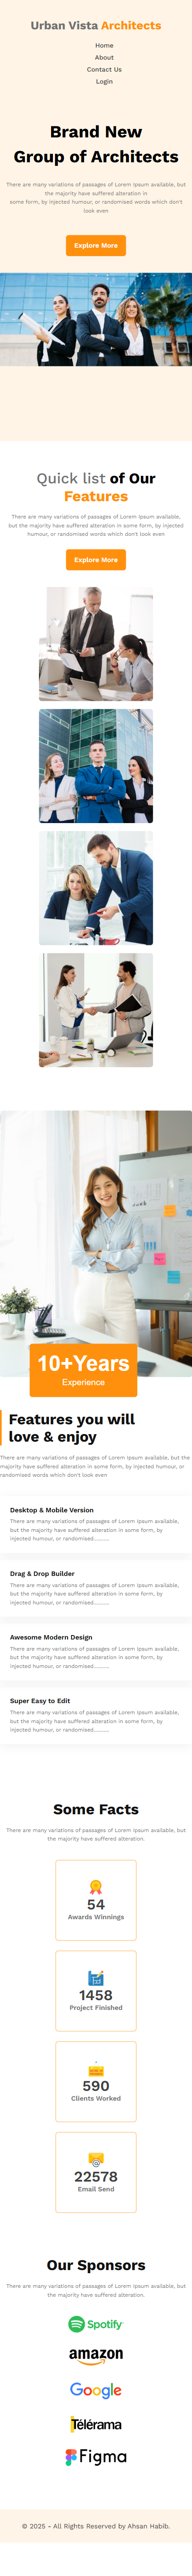 Urban Vista Architects
Home
About
Contact Us
Login
Brand New
Group of Architects
There are many variations of passages of Lorem Ipsum available, but
the majority have suffered alteration in
some form, by injected humour, or randomised words which don't
look even
Explore More
Quick list of Our
Features
There are many variations of passages of Lorem Ipsum available,
but the majority have suffered alteration in some form, by injected
humour, or randomised words which don't look even
Explore More
10+Years
Experience
Features you will
love & enjoy
There are many variations of passages of Lorem Ipsum available, but the
majority have suffered alteration in some form, by injected humour, or
randomised words which don't look even
Desktop & Mobile Version
There are many variations of passages of Lorem Ipsum available,
but the majority have suffered alteration in some form, by
injected humour, or randomised...........
Drag & Drop Builder
There are many variations of passages of Lorem Ipsum available,
but the majority have suffered alteration in some form, by
injected humour, or randomised...........
Awesome Modern Design
There are many variations of passages of Lorem Ipsum available,
but the majority have suffered alteration in some form, by
injected humour, or randomised...........
Super Easy to Edit
There are many variations of passages of Lorem Ipsum available,
but the majority have suffered alteration in some form, by
injected humour, or randomised...........
Some Facts
There are many variations of passages of Lorem Ipsum available, but
the majority have suffered alteration.
54
Awards Winnings
1458
Project Finished
590
Clients Worked
22578
Email Send
Our Sponsors
There are many variations of passages of Lorem Ipsum available, but
the majority have suffered alteration.
Spotify
amazon
Google
Télérama
Figma
© 2025 - All Rights Reserved by Ahsan Habib.